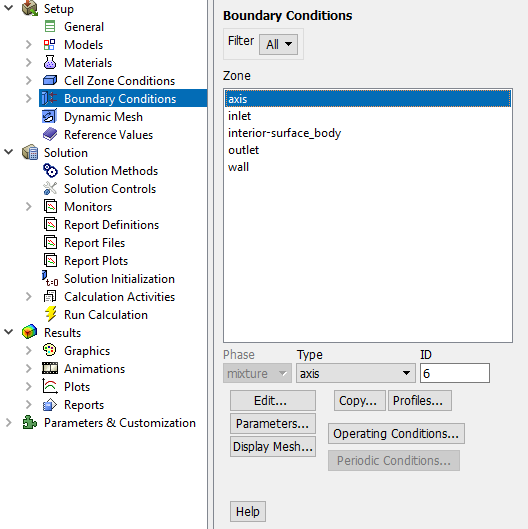 Setup
General
Models
Materials
Cell Zone Conditions
Boundary Conditions
Dynamic Mesh
Reference Values
Solution
Solution Methods
Solution Controls
Monitors
Report Definitions
Report Files
Report Plots
t=0 Solution Initialization
Calculation Activities
Run Calculation
Results
Graphics
Animations
Plots
Reports
Parameters & Customization
Boundary Conditions
Filter All
Zone
axis
inlet
interior-surface_body
outlet
wall
Phase Type ID
mixture axis 6
Edit... Copy... Profiles...
Parameters... Operating Conditions...
Display Mesh... Periodic Conditions...
Help